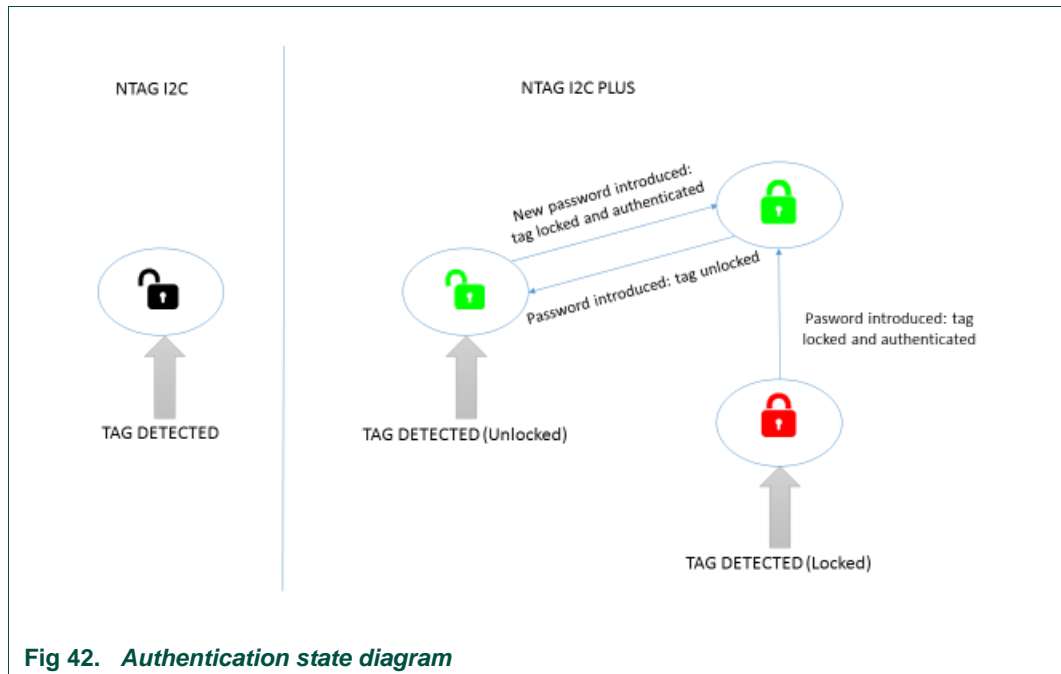 NTAG I2C
NTAG I2C PLUS
New password introduced:
tag locked and authenticated
Password introduced: tag unlocked
Pasword introduced: tag
locked and authenticated
TAG DETECTED
TAG DETECTED (Unlocked)
TAG DETECTED (Locked)
Fig 42. Authentication state diagram